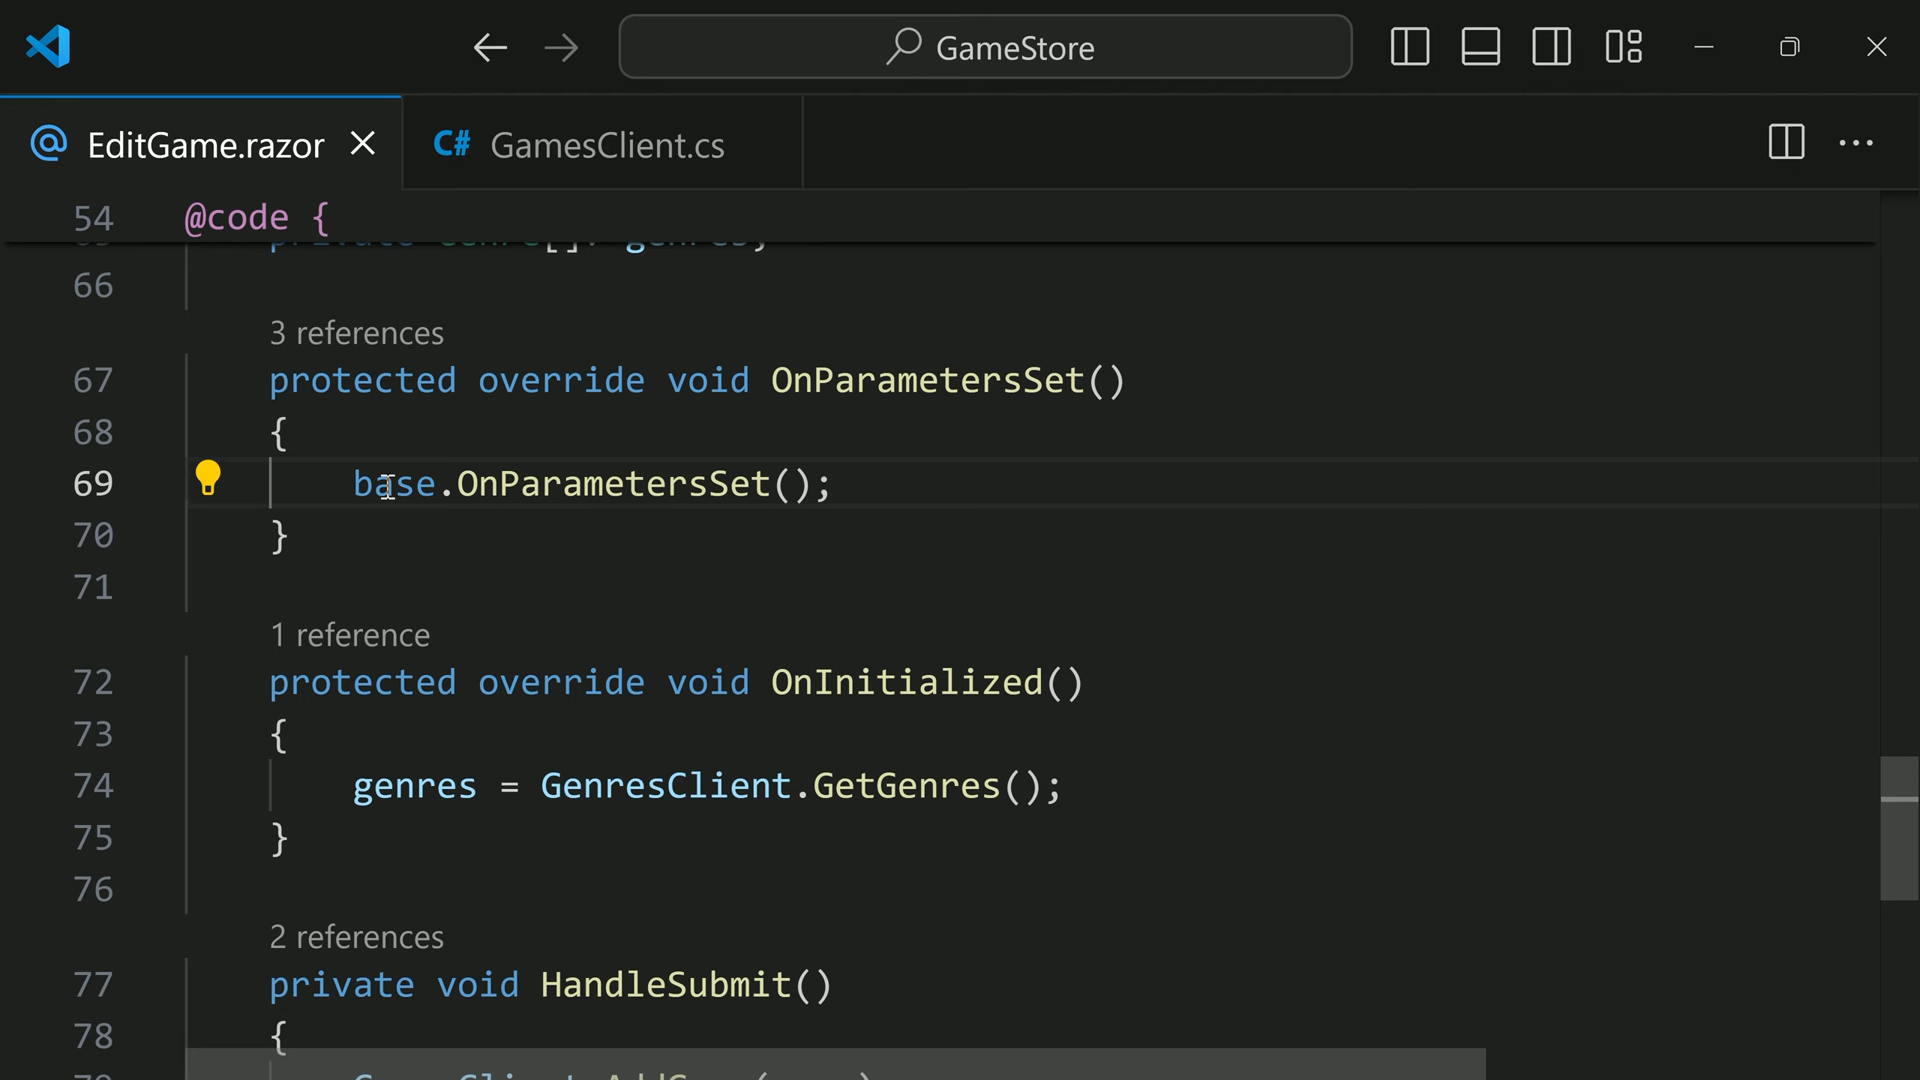 GameStore
EditGame.razor
C# GamesClient.cs
54 @code {
genres;
66
3 references
67 protected override void OnParametersSet()
68 {
69 base.OnParametersSet();
70 }
71
1 reference
72 protected override void OnInitialized()
73 {
74 genres = GenresClient.GetGenres();
75 }
76
2 references
77 private void HandleSubmit()
78 {